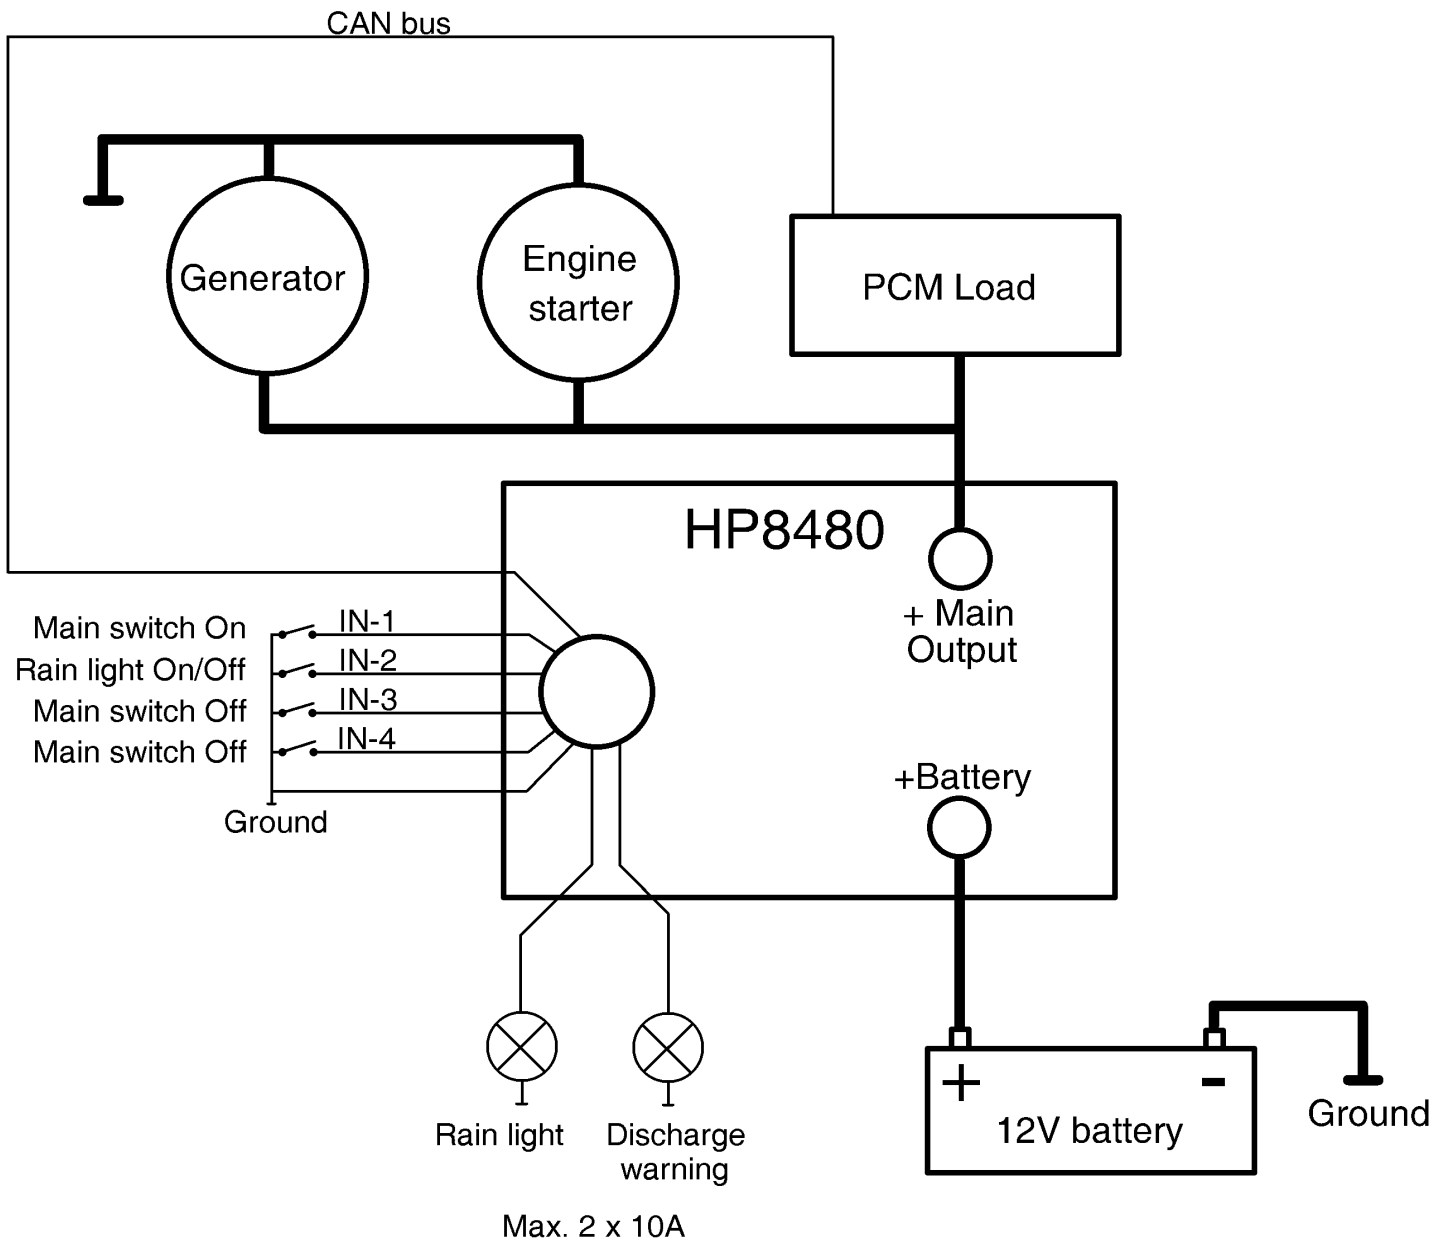 CAN bus
Generator
Engine
starter
PCM Load
HP8480
+ Main
Output
Main switch On
IN-1
Rain light On/Off
IN-2
Main switch Off
IN-3
Main switch Off
IN-4
Ground
+Battery
+
-
12V battery
Ground
Rain light
Discharge
warning
Max. 2 x 10A